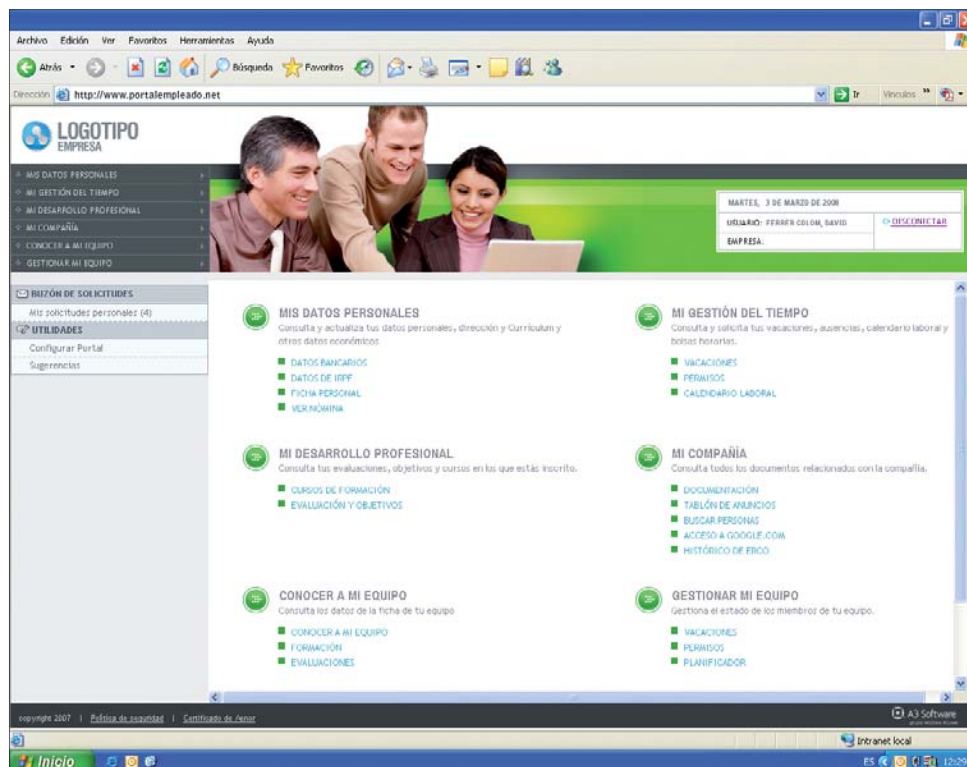 Archivo Edición Ver Favoritos Herramientas Ayuda
Atrás Búsqueda Favoritos
Dirección http://www.portalempleado.net Ir Vínculos »
LOGOTIPO
EMPRESA
MIS DATOS PERSONALES
MI GESTIÓN DEL TIEMPO
MI DESARROLLO PROFESIONAL
MI COMPAÑÍA
CONOCER A MI EQUIPO
GESTIONAR MI EQUIPO
MARTES, 3 DE MARZO DE 2008
USUARIO: FERRER COLOM, DAVID
DESCONECTAR
EMPRESA:
BUZÓN DE SOLICITUDES
Mis solicitudes personales (4)
UTILIDADES
Configurar Portal
Sugerencias
MIS DATOS PERSONALES
Consulta y actualiza tus datos personales, dirección y Currículum y
otros datos económicos
DATOS BANCARIOS
DATOS DE IRPF
FICHA PERSONAL
VER NÓMINA
MI GESTIÓN DEL TIEMPO
Consulta y solicita tus vacaciones, ausencias, calendario laboral y
bolsas horarias.
VACACIONES
PERMISOS
CALENDARIO LABORAL
MI DESARROLLO PROFESIONAL
Consulta tus evaluaciones, objetivos y cursos en los que estás inscrito.
CURSOS DE FORMACIÓN
EVALUACIÓN Y OBJETIVOS
MI COMPAÑÍA
Consulta todos los documentos relacionados con la compañía.
DOCUMENTACIÓN
TABLÓN DE ANUNCIOS
BUSCAR PERSONAS
ACCESO A GOOGLE.COM
HISTÓRICO DE ERCO
CONOCER A MI EQUIPO
Consulta los datos de la ficha de tu equipo
CONOCER A MI EQUIPO
FORMACIÓN
EVALUACIONES
GESTIONAR MI EQUIPO
Gestiona el estado de los miembros de tu equipo.
VACACIONES
PERMISOS
PLANIFICADOR
copyright 2007 | Política de seguridad | Certificado de
A3 Software
Intranet local
Inicio
ES 12:29